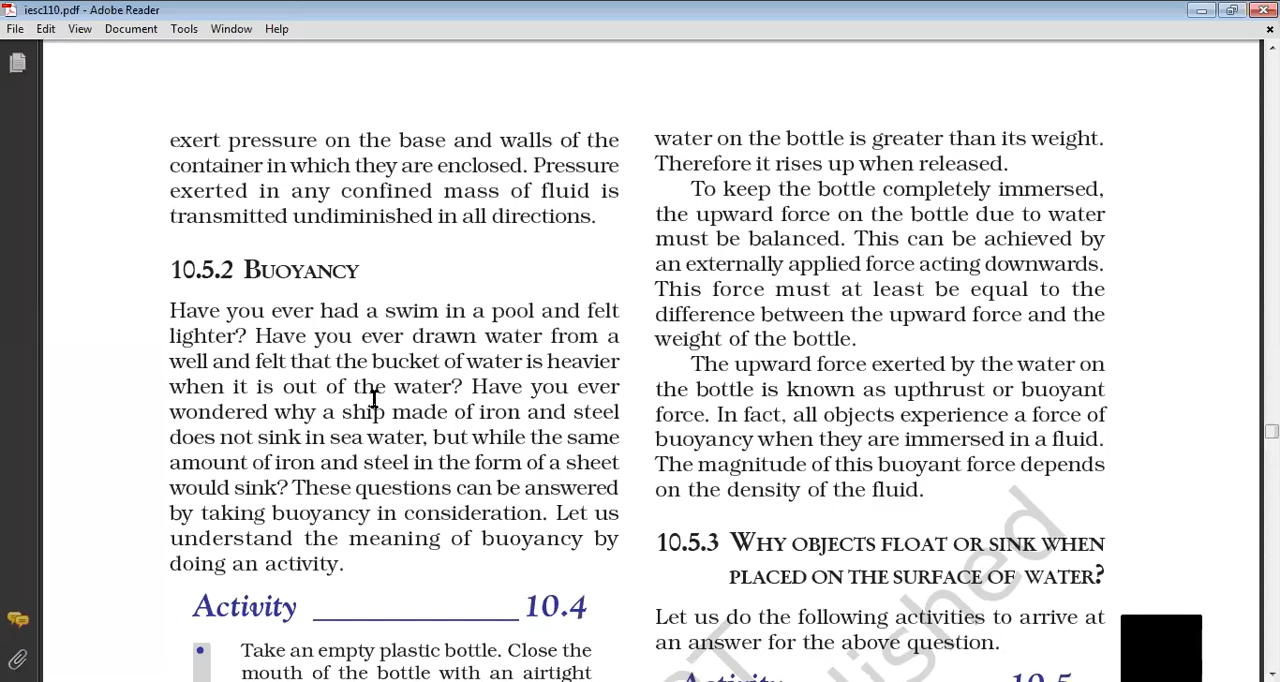 iesc110.pdf - Adobe Reader
File Edit View Document Tools Window Help
exert pressure on the base and walls of the
container in which they are enclosed. Pressure
exerted in any confined mass of fluid is
transmitted undiminished in all directions.
10.5.2 BUOYANCY
Have you ever had a swim in a pool and felt
lighter? Have you ever drawn water from a
well and felt that the bucket of water is heavier
when it is out of the water? Have you ever
wondered why a ship made of iron and steel
does not sink in sea water, but while the same
amount of iron and steel in the form of a sheet
would sink? These questions can be answered
by taking buoyancy in consideration. Let us
understand the meaning of buoyancy by
doing an activity.
Activity ______________ 10.4
• Take an empty plastic bottle. Close the
mouth of the bottle with an airtight
water on the bottle is greater than its weight.
Therefore it rises up when released.
To keep the bottle completely immersed,
the upward force on the bottle due to water
must be balanced. This can be achieved by
an externally applied force acting downwards.
This force must at least be equal to the
difference between the upward force and the
weight of the bottle.
The upward force exerted by the water on
the bottle is known as upthrust or buoyant
force. In fact, all objects experience a force of
buoyancy when they are immersed in a fluid.
The magnitude of this buoyant force depends
on the density of the fluid.
10.5.3 WHY OBJECTS FLOAT OR SINK WHEN
PLACED ON THE SURFACE OF WATER?
Let us do the following activities to arrive at
an answer for the above question.
Activity 10.5